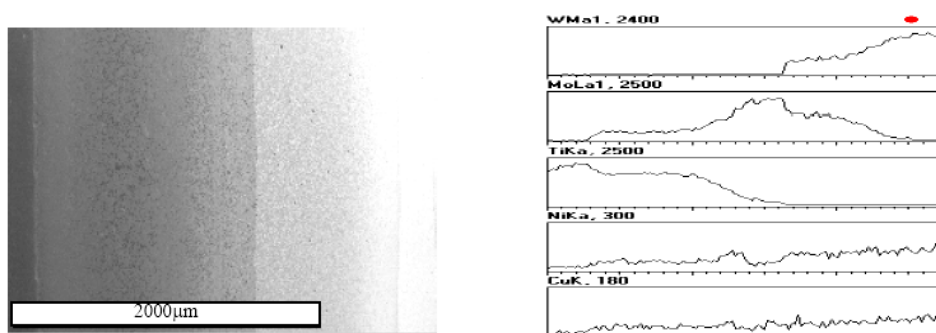 2000μm
WMa1, 2400
MoLa1, 2500
TiKa, 2500
NiKa, 300
CuK, 180